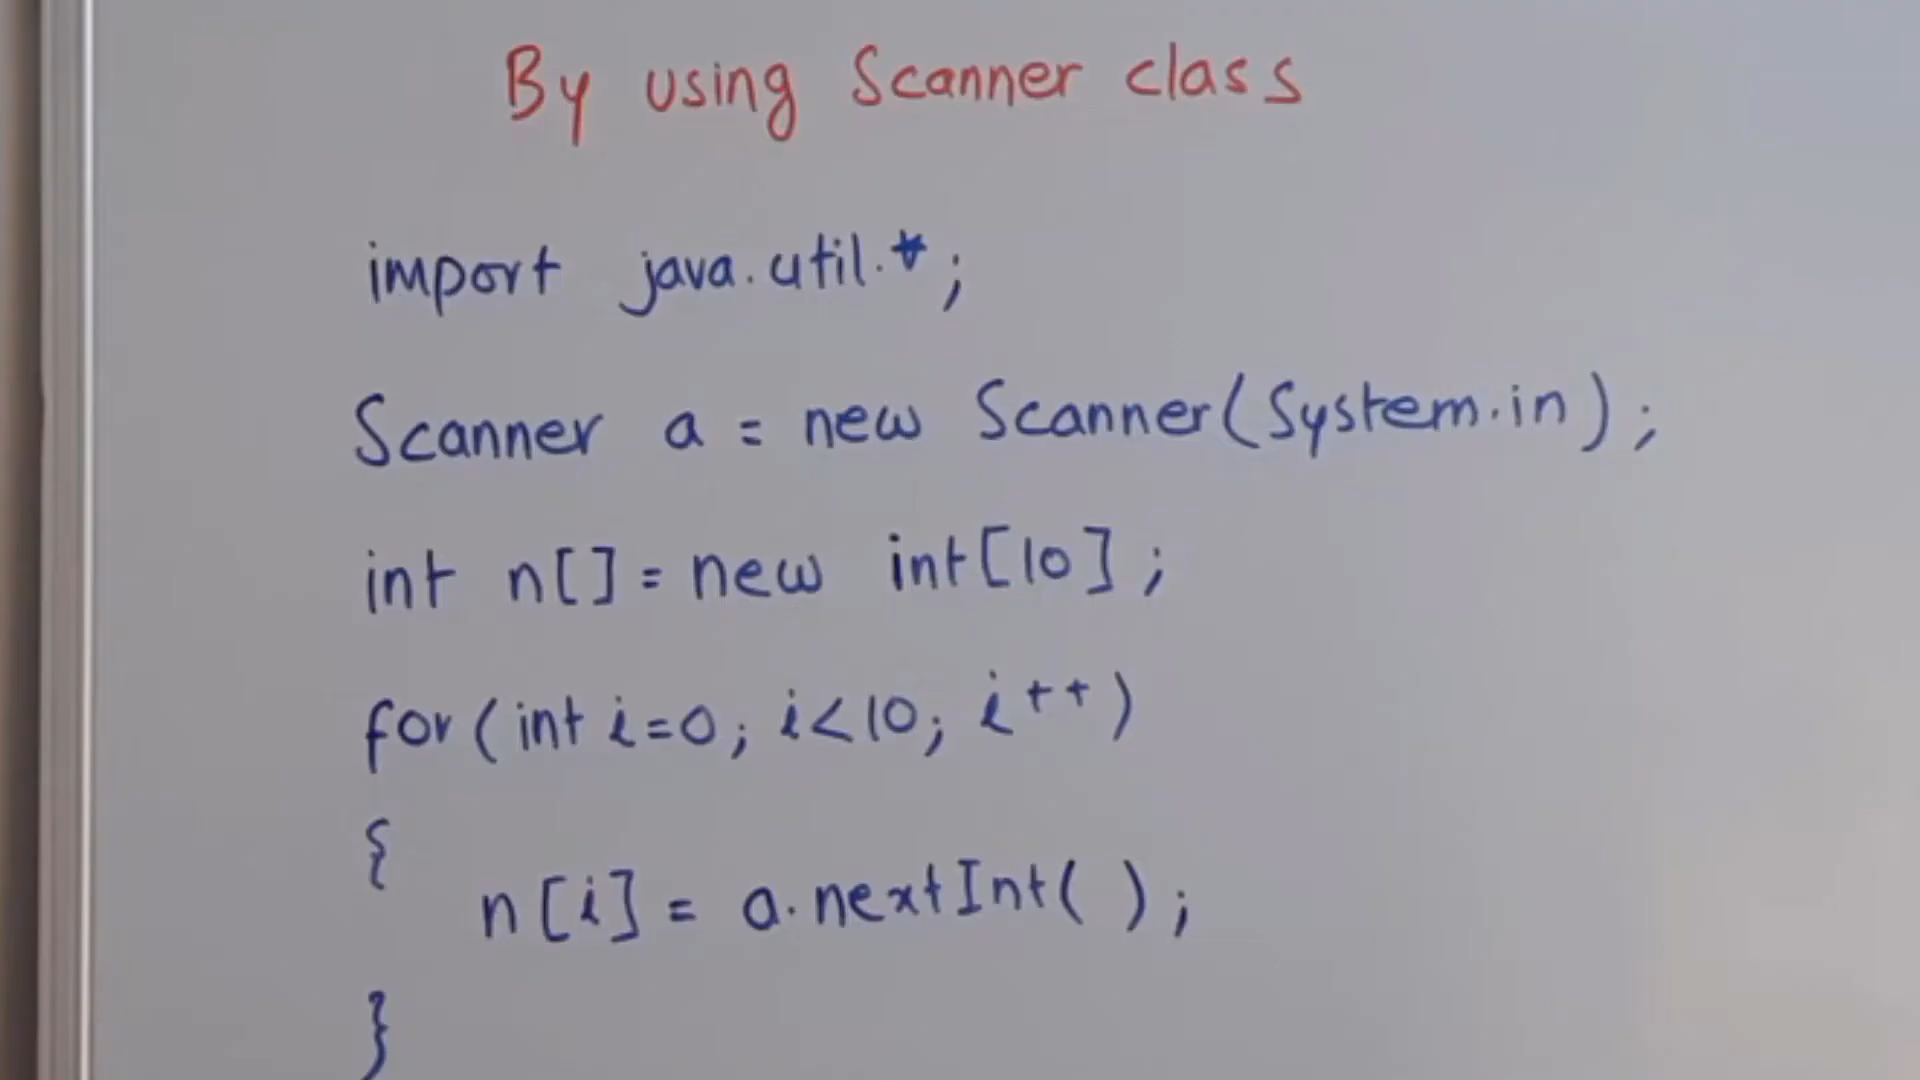 By using Scanner class
import java.util.*;
Scanner a = new Scanner(System.in);
int n[]=new int[10];
for(int i=0; i<10; i++)
{
n[i]= a.nextInt( );
}